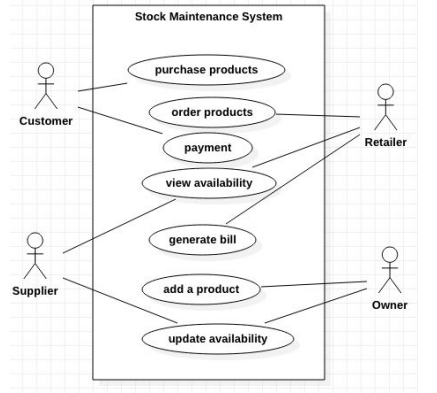 Stock Maintenance System
purchase products
Customer
order products
Retailer
payment
view availability
generate bill
Supplier
add a product
Owner
update availability